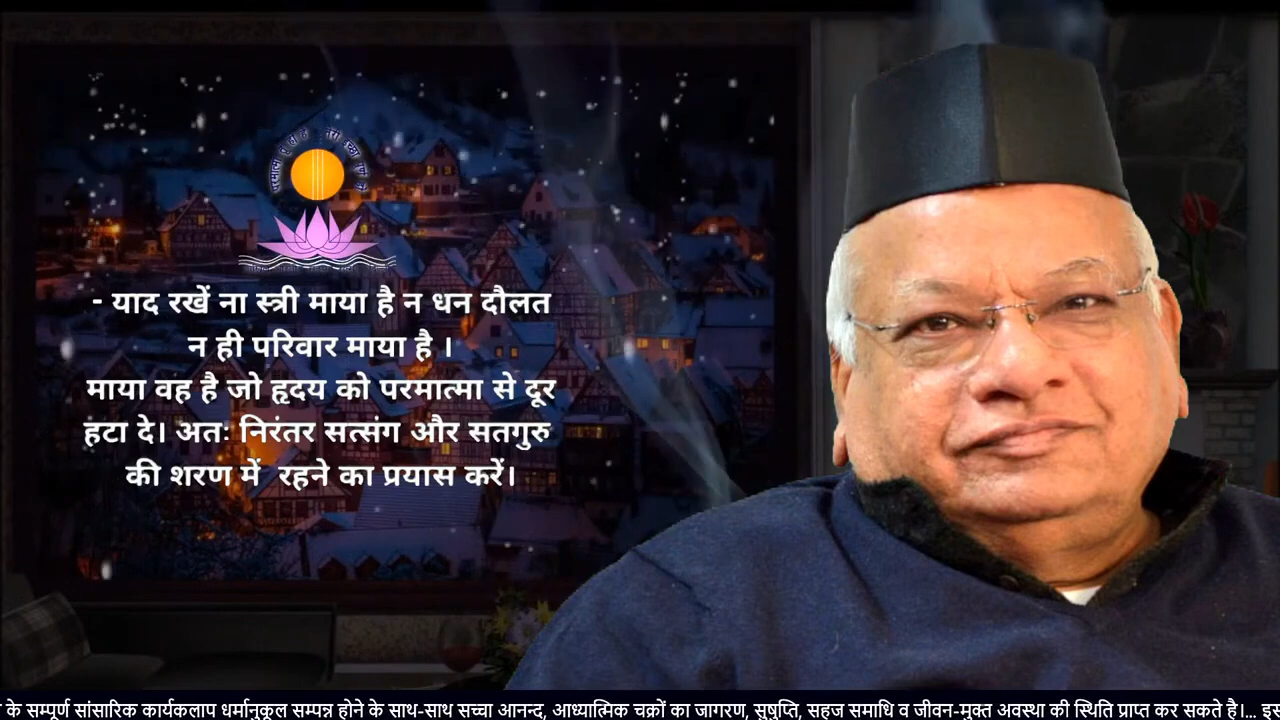 - याद रखें ना स्त्री माया है न धन दौलत
न ही परिवार माया है ।
माया वह है जो हृदय को परमात्मा से दूर
हटा दे। अतः निरंतर सत्संग और सतगुरु
की शरण में रहने का प्रयास करें।
के सम्पूर्ण सांसारिक कार्यकलाप धर्मानुकूल सम्पन्न होने के साथ-साथ सच्चा आनन्द, आध्यात्मिक चक्रों का जागरण, सुषुप्ति, सहज समाधि व जीवन-मुक्त अवस्था की स्थिति प्राप्त कर सकते है।...